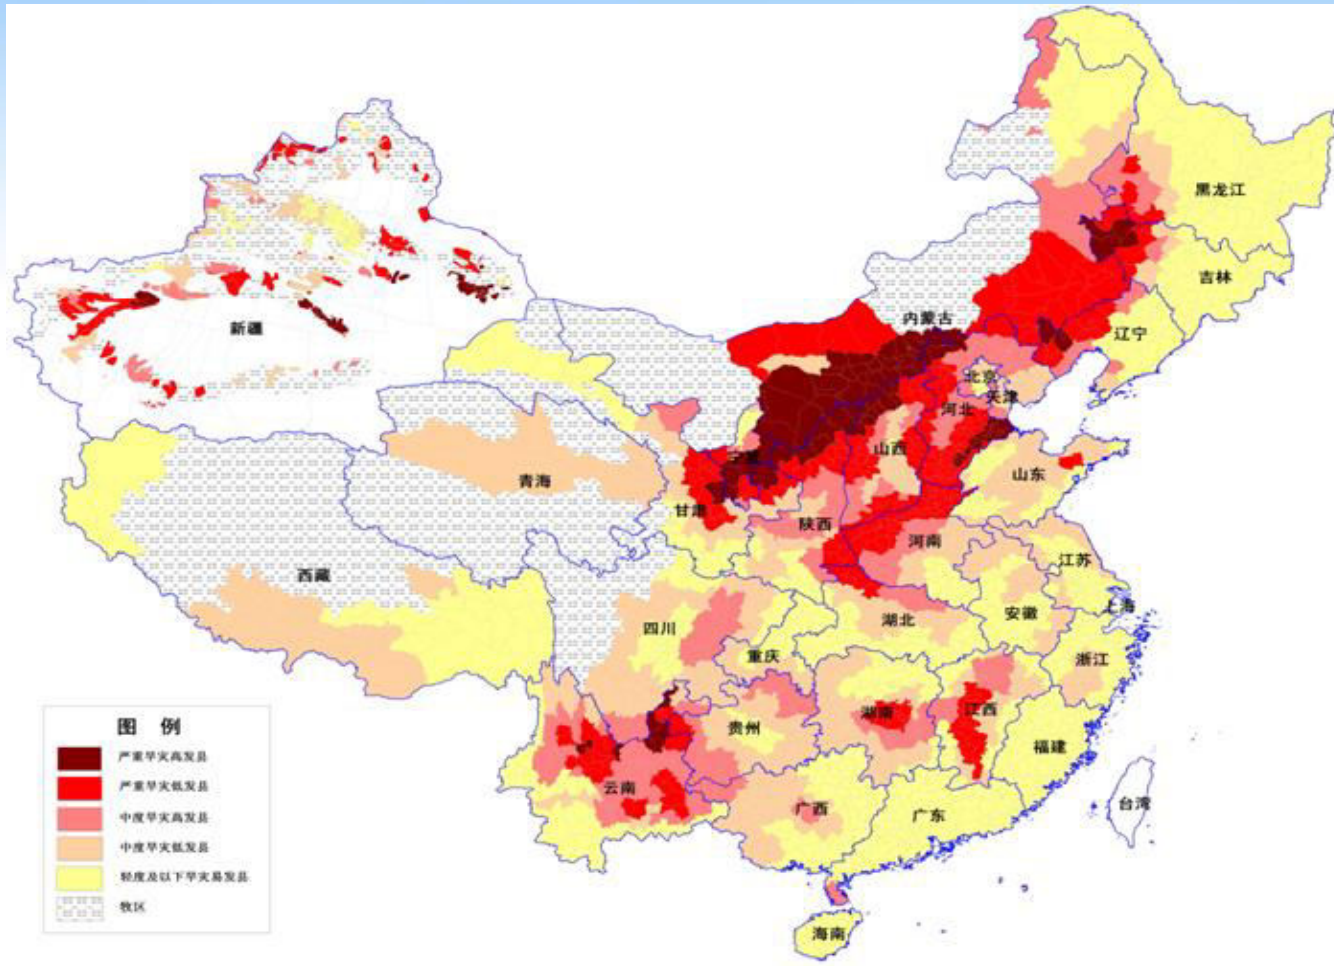 黑龙江
吉林
内蒙古
辽宁
新疆
北京
天津
河北
山西
宁夏
山东
青海
甘肃
陕西
河南
江苏
西藏
上海
安徽
湖北
四川
重庆
浙江
湖南
江西
贵州
福建
云南
广西
广东
台湾
海南
图 例
严重旱灾高发县
严重旱灾低发县
中度旱灾高发县
中度旱灾低发县
轻度及以下旱灾易发县
牧区